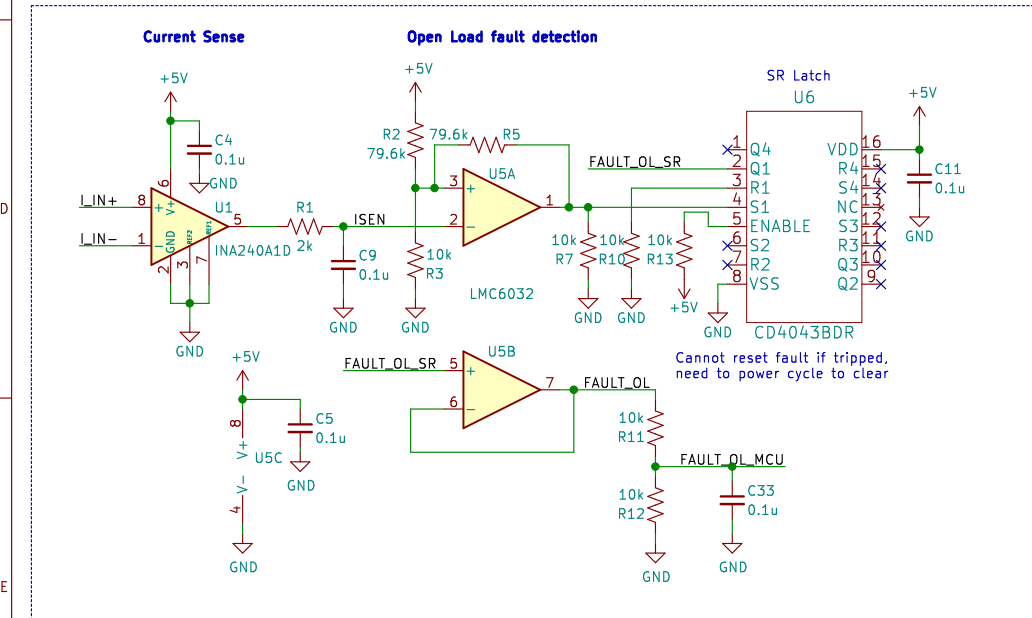 Current Sense
Open Load fault detection
+5V
C4
0.1u
GND
I_IN+
I_IN-
8
1
6
V+
+
-
GND
REF2
REF1
2
3
7
U1
5
INA240A1D
GND
R1
2k
ISEN
C9
0.1u
GND
+5V
R2
79.6k
79.6k
R5
10k
R3
GND
U5A
3
+
2
-
1
LMC6032
10k
R7
GND
10k
R10
GND
10k
R13
+5V
SR Latch
U6
FAULT_OL_SR
1 Q4
2 Q1
3 R1
4 S1
5 ENABLE
6 S2
7 R2
8 VSS
VDD 16
R4 15
S4 14
NC 13
S3 12
R3 11
Q3 10
Q2 9
CD4043BDR
GND
+5V
C11
0.1u
GND
Cannot reset fault if tripped,
need to power cycle to clear
+5V
8
V+
U5C
V-
4
GND
C5
0.1u
GND
FAULT_OL_SR
U5B
5
+
6
-
7
FAULT_OL
10k
R11
FAULT_OL_MCU
10k
R12
GND
C33
0.1u
GND
D
E